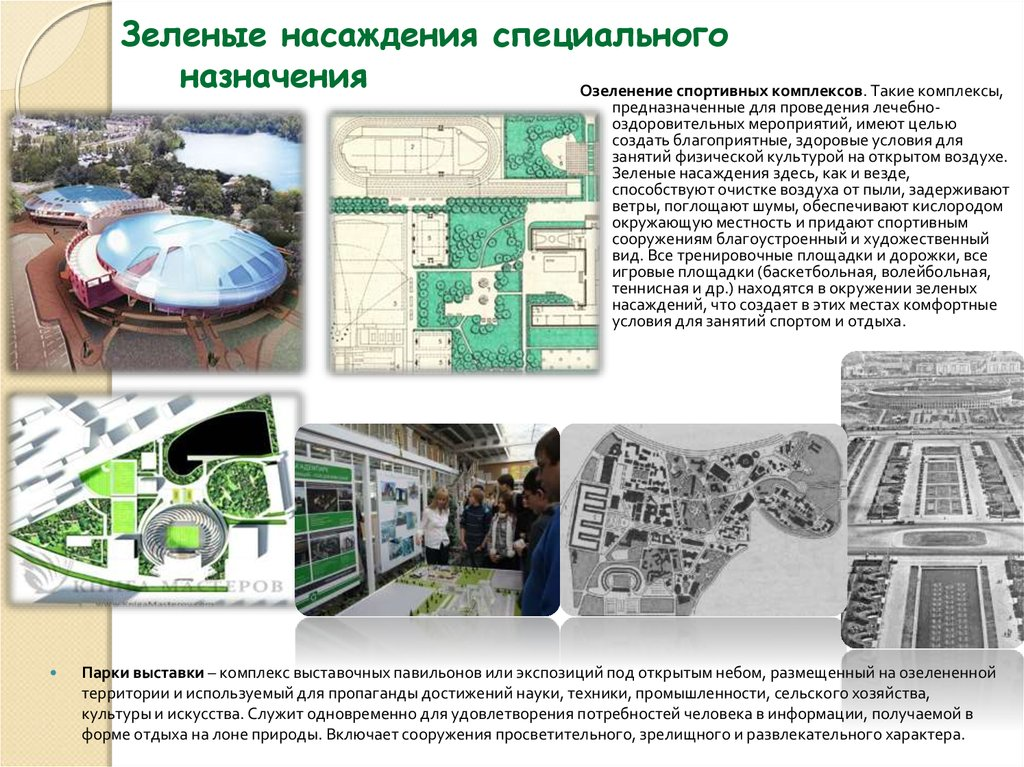 Зеленые насаждения специального
назначения
Озеленение спортивных комплексов. Такие комплексы,
предназначенные для проведения лечебно-
оздоровительных мероприятий, имеют целью
создать благоприятные, здоровые условия для
занятий физической культурой на открытом воздухе.
Зеленые насаждения здесь, как и везде,
способствуют очистке воздуха от пыли, задерживают
ветры, поглощают шумы, обеспечивают кислородом
окружающую местность и придают спортивным
сооружениям благоустроенный и художественный
вид. Все тренировочные площадки и дорожки, все
игровые площадки (баскетбольная, волейбольная,
теннисная и др.) находятся в окружении зеленых
насаждений, что создает в этих местах комфортные
условия для занятий спортом и отдыха.
КНИГА МАСТЕРОВ
• Парки выставки – комплекс выставочных павильонов или экспозиций под открытым небом, размещенный на озелененной
территории и используемый для пропаганды достижений науки, техники, промышленности, сельского хозяйства,
культуры и искусства. Служит одновременно для удовлетворения потребностей человека в информации, получаемой в
форме отдыха на лоне природы. Включает сооружения просветительного, зрелищного и развлекательного характера.